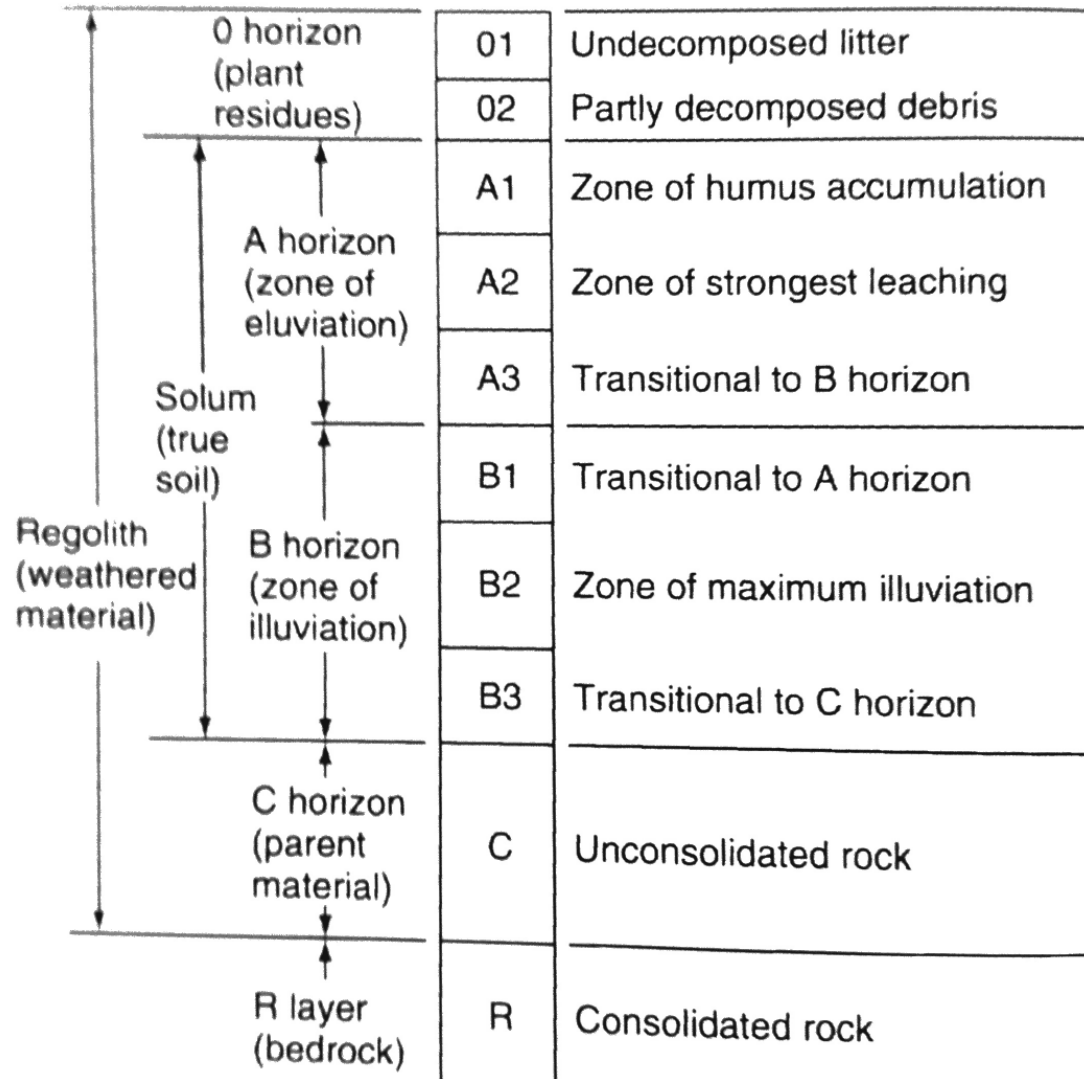 0 horizon
(plant
residues)
01
Undecomposed litter
02
Partly decomposed debris
A horizon
(zone of
eluviation)
A1
Zone of humus accumulation
A2
Zone of strongest leaching
A3
Transitional to B horizon
Solum
(true
soil)
Regolith
(weathered
material)
B horizon
(zone of
illuviation)
B1
Transitional to A horizon
B2
Zone of maximum illuviation
B3
Transitional to C horizon
C horizon
(parent
material)
C
Unconsolidated rock
R layer
(bedrock)
R
Consolidated rock